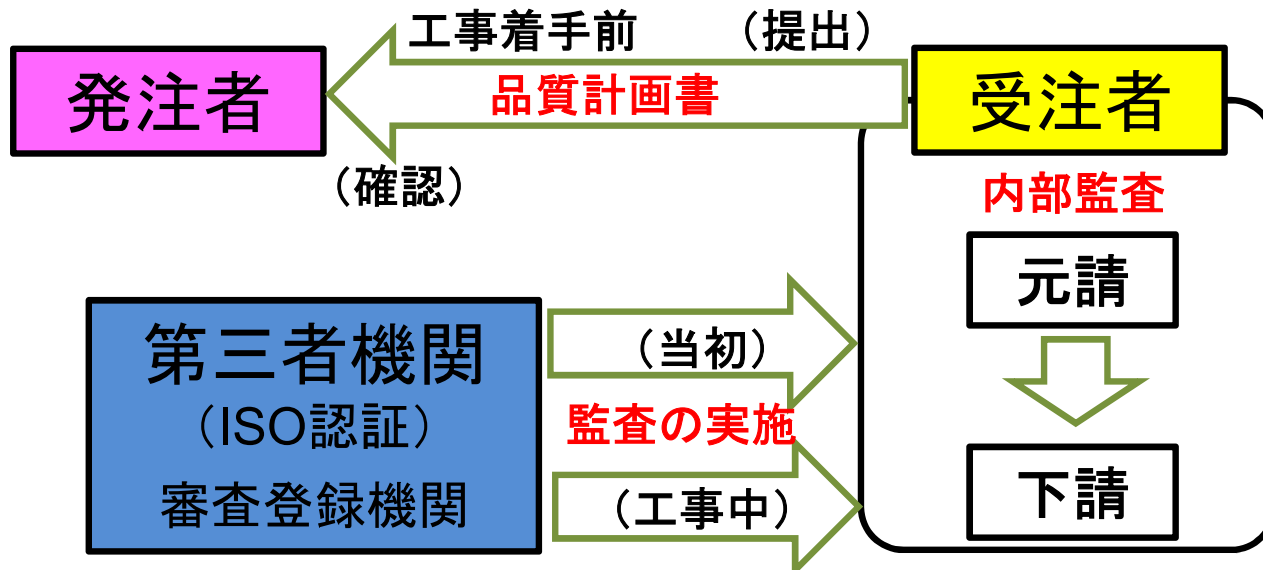 工事着手前　（提出）
発注者
品質計画書
受注者
（確認）
内部監査
元請
第三者機関
（ISO認証）
審査登録機関
（当初）
監査の実施
（工事中）
下請